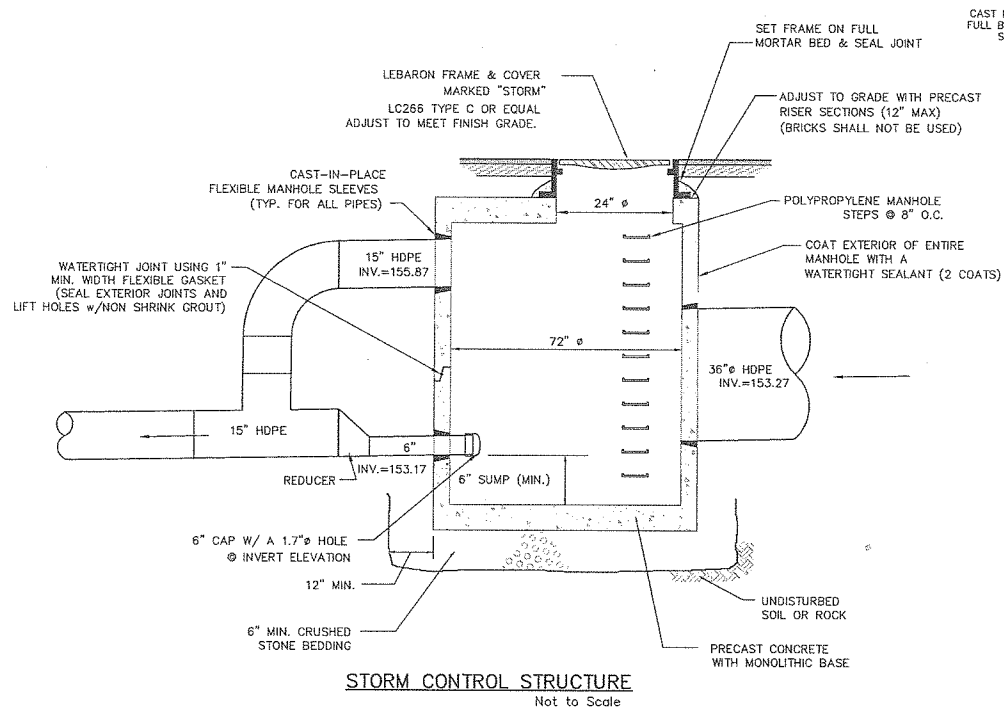 CAST
FULL B
S
SET FRAME ON FULL
MORTAR BED & SEAL JOINT
LEBARON FRAME & COVER
MARKED "STORM"
LC266 TYPE C OR EQUAL
ADJUST TO MEET FINISH GRADE.
ADJUST TO GRADE WITH PRECAST
RISER SECTIONS (12" MAX)
(BRICKS SHALL NOT BE USED)
CAST-IN-PLACE
FLEXIBLE MANHOLE SLEEVES
(TYP. FOR ALL PIPES)
24" ø
POLYPROPYLENE MANHOLE
STEPS @ 8" O.C.
15" HDPE
INV.=155.87
COAT EXTERIOR OF ENTIRE
MANHOLE WITH A
WATERTIGHT SEALANT (2 COATS)
WATERTIGHT JOINT USING 1"
MIN. WIDTH FLEXIBLE GASKET
(SEAL EXTERIOR JOINTS AND
LIFT HOLES w/NON SHRINK GROUT)
72" ø
36"ø HDPE
INV.=153.27
15" HDPE
6"
INV.=153.17
REDUCER
6" SUMP (MIN.)
6" CAP W/ A 1.7"ø HOLE
@ INVERT ELEVATION
12" MIN.
UNDISTURBED
SOIL OR ROCK
6" MIN. CRUSHED
STONE BEDDING
PRECAST CONCRETE
WITH MONOLITHIC BASE
STORM CONTROL STRUCTURE
Not to Scale